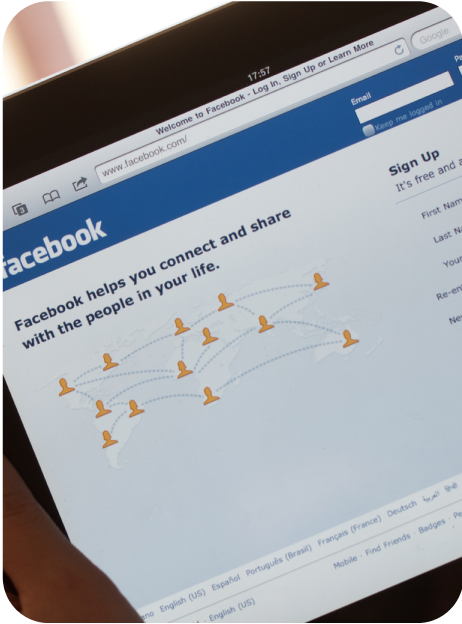 17:57
Welcome to Facebook - Log In, Sign Up or Learn More
www.facebook.com/
Google
Email
Keep me logged in
facebook
Sign Up
It's free and a
Facebook helps you connect and share
with the people in your life.
First Nam
Last N
Your
Re-en
Ne
English (US) Español Português (Brasil) Français (France) Deutsch العربية हिन्दी
Mobile · Find Friends · Badges · Pe
· English (US)